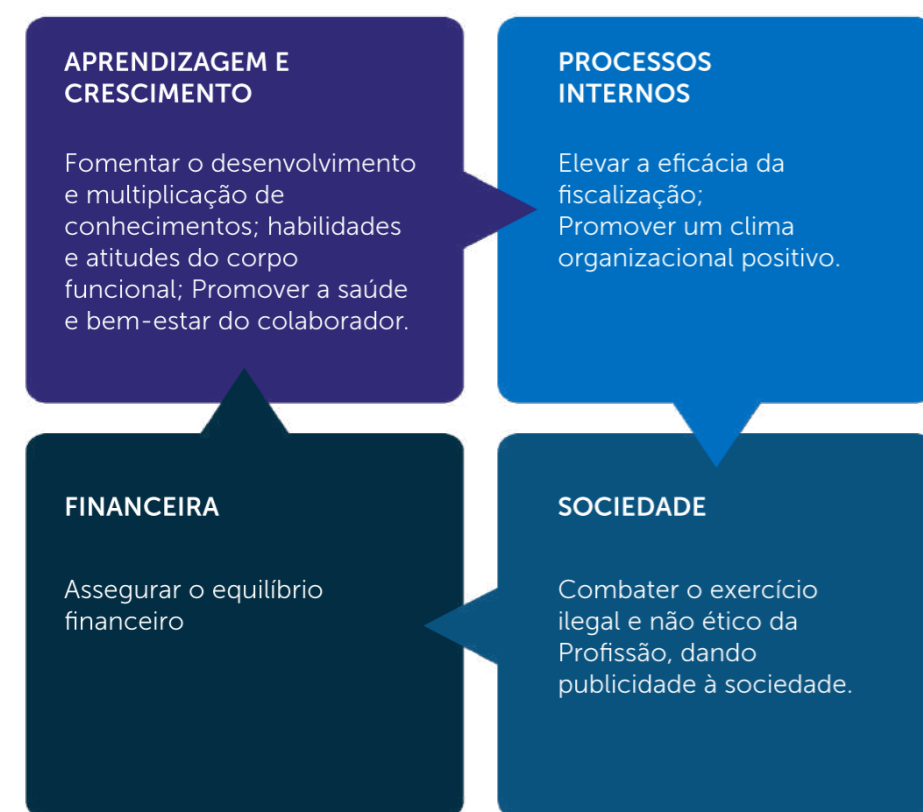 APRENDIZAGEM E
CRESCIMENTO
Fomentar o desenvolvimento
e multiplicação de
conhecimentos; habilidades
e atitudes do corpo
funcional; Promover a saúde
e bem-estar do colaborador.
PROCESSOS
INTERNOS
Elevar a eficácia da
fiscalização;
Promover um clima
organizacional positivo.
FINANCEIRA
Assegurar o equilíbrio
financeiro
SOCIEDADE
Combater o exercício
ilegal e não ético da
Profissão, dando
publicidade à sociedade.